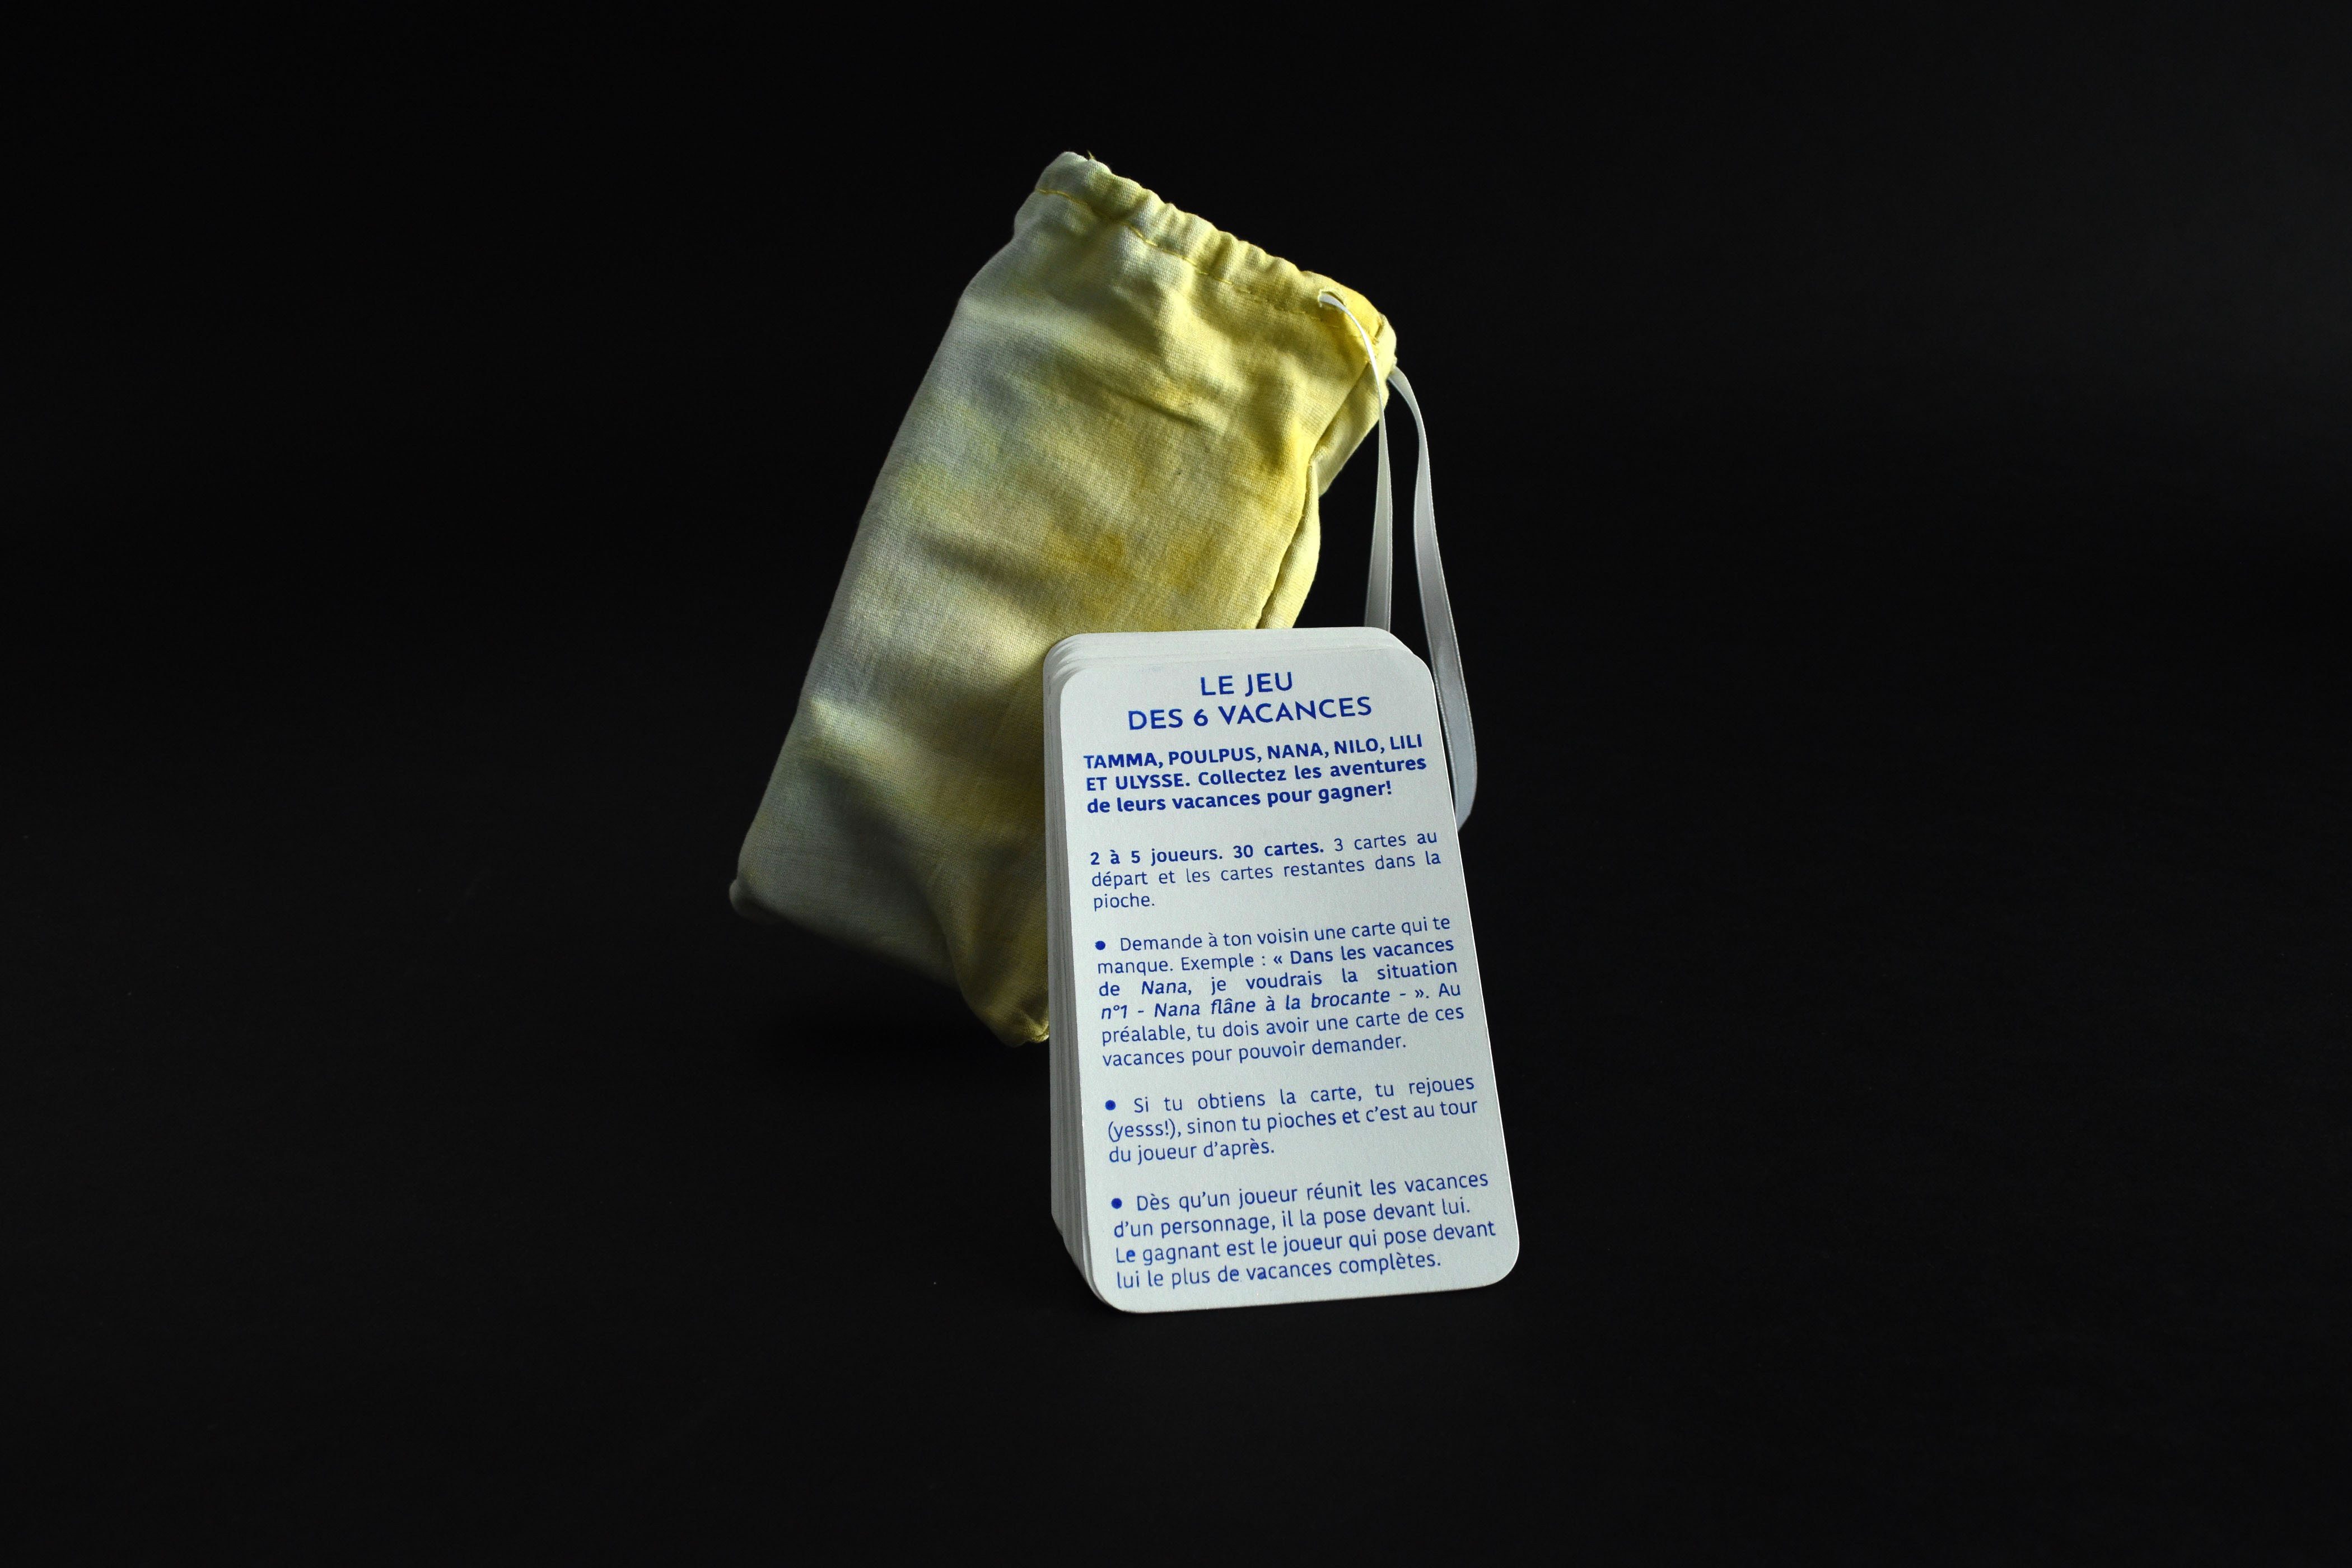 LE JEU
DES 6 VACANCES
TAMMA, POULPUS, NANA, NILO, LILI
ET ULYSSE. Collectez les aventures
de leurs vacances pour gagner!
2 à 5 joueurs. 30 cartes. 3 cartes au
départ et les cartes restantes dans la
pioche.
• Demande à ton voisin une carte qui te
manque. Exemple : « Dans les vacances
de Nana, je voudrais la situation
n°1 - Nana flâne à la brocante - ». Au
préalable, tu dois avoir une carte de ces
vacances pour pouvoir demander.
• Si tu obtiens la carte, tu rejoues
(yesss!), sinon tu pioches et c'est au tour
du joueur d'après.
• Dès qu'un joueur réunit les vacances
d'un personnage, il la pose devant lui.
Le gagnant est le joueur qui pose devant
lui le plus de vacances complètes.